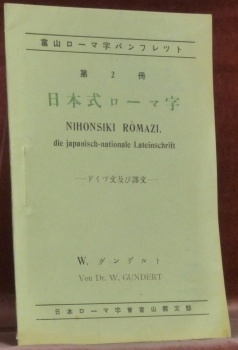 富山ローマ字パンフレット
第 2 冊
日本式ローマ字
NIHONSIKI RÔMAZI,
die japanisch-nationale Lateinschrift
—ドイツ文及び譯文—
W. グンデルト
Von Dr. W. GUNDERT
日本ローマ字會富山支部